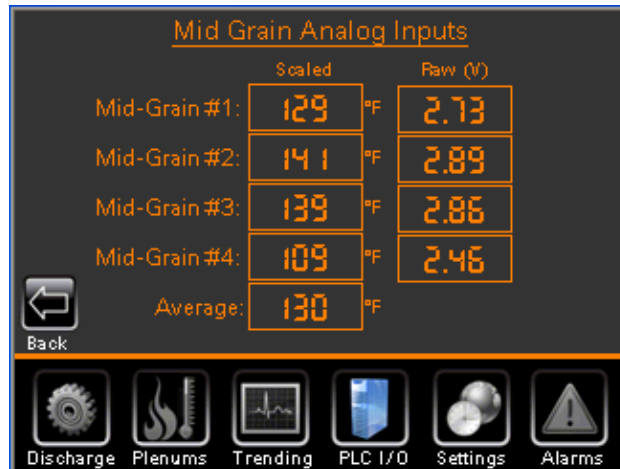 Mid Grain Analog Inputs
Scaled Raw (V)
Mid-Grain #1: 129 °F 2.73
Mid-Grain #2: 141 °F 2.89
Mid-Grain #3: 139 °F 2.86
Mid-Grain #4: 109 °F 2.46
Average: 130 °F
Back
Discharge Plenums Trending PLC I/O Settings Alarms